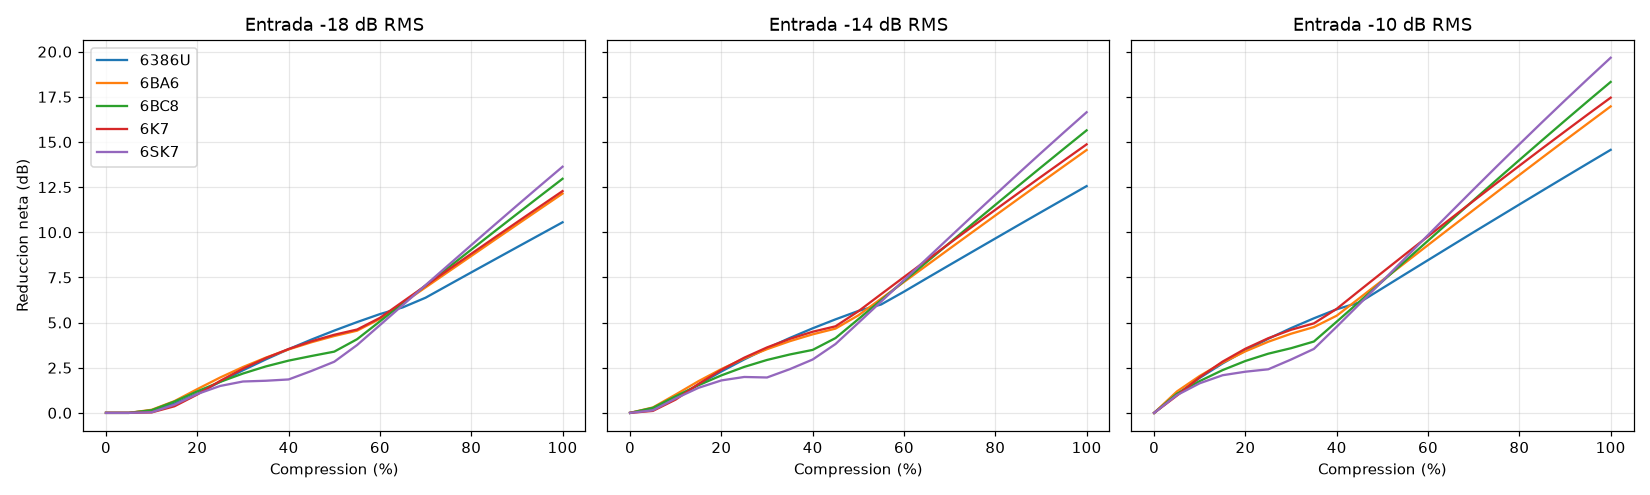 Entrada -18 dB RMS
Entrada -14 dB RMS
Entrada -10 dB RMS
Reduccion neta (dB)
20.0
17.5
15.0
12.5
10.0
7.5
5.0
2.5
0.0
6386U
6BA6
6BC8
6K7
6SK7
0 20 40 60 80 100
0 20 40 60 80 100
0 20 40 60 80 100
Compression (%)
Compression (%)
Compression (%)